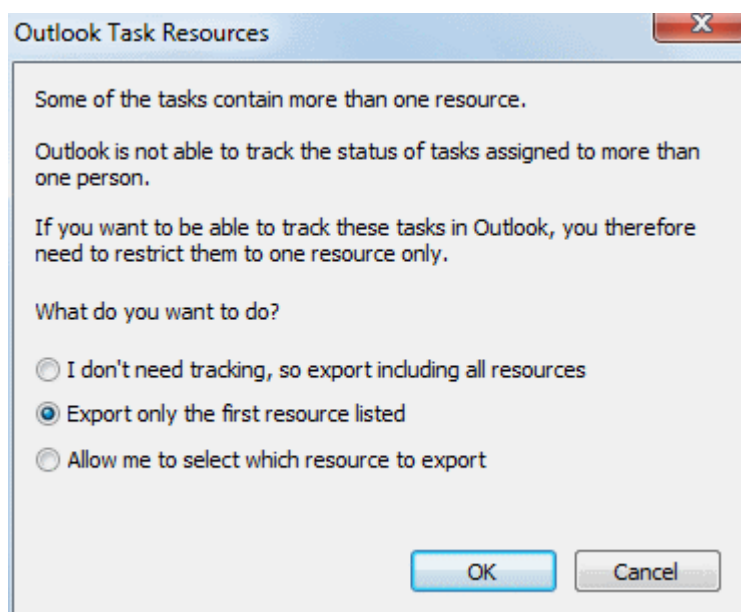 Outlook Task Resources
Some of the tasks contain more than one resource.
Outlook is not able to track the status of tasks assigned to more than
one person.
If you want to be able to track these tasks in Outlook, you therefore
need to restrict them to one resource only.
What do you want to do?
I don't need tracking, so export including all resources
Export only the first resource listed
Allow me to select which resource to export
OK
Cancel